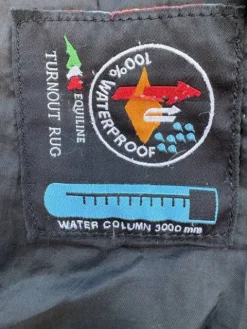 EQUILINE
TURNOUT RUG
100% WATERPROOF
WATER COLUMN 3000 mm